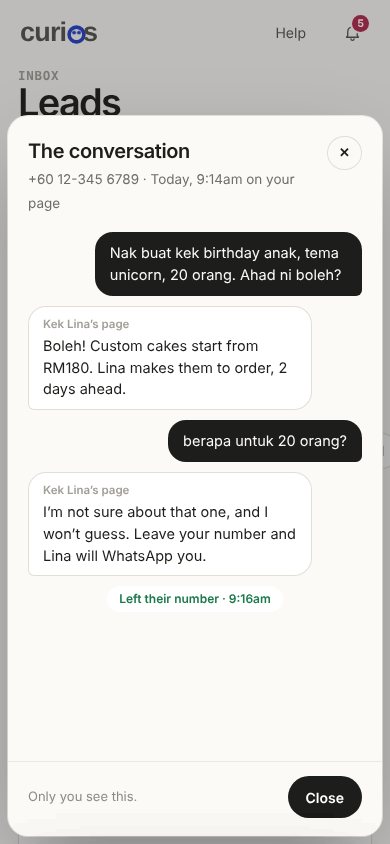 curios
Help
5
INBOX
Leads
The conversation
+60 12-345 6789 · Today, 9:14am on your
page
Nak buat kek birthday anak, tema
unicorn, 20 orang. Ahad ni boleh?
Kek Lina’s page
Boleh! Custom cakes start from
RM180. Lina makes them to order, 2
days ahead.
berapa untuk 20 orang?
Kek Lina’s page
I’m not sure about that one, and I
won’t guess. Leave your number and
Lina will WhatsApp you.
Left their number · 9:16am
Only you see this.
Close